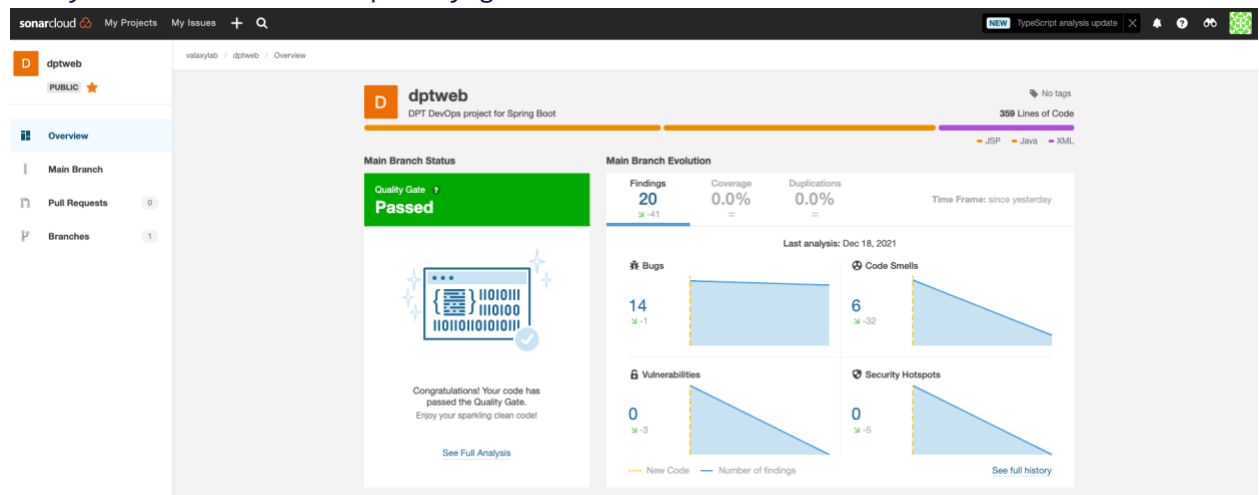 sonarcloud My Projects My Issues
NEW TypeScript analysis update
D dptweb
PUBLIC
Overview
Main Branch
Pull Requests 0
Branches 1
valaxylab / dptweb / Overview
D dptweb
DPT DevOps project for Spring Boot
No tags
359 Lines of Code
JSP Java XML
Main Branch Status
Quality Gate ?
Passed
Congratulations! Your code has
passed the Quality Gate.
Enjoy your sparkling clean code!
See Full Analysis
Main Branch Evolution
Findings Coverage Duplications
20 0.0% 0.0%
-41 = =
Time Frame: since yesterday
Last analysis: Dec 18, 2021
Bugs
14
-1
Code Smells
6
-32
Vulnerabilities
0
-3
Security Hotspots
0
-5
New Code Number of findings
See full history